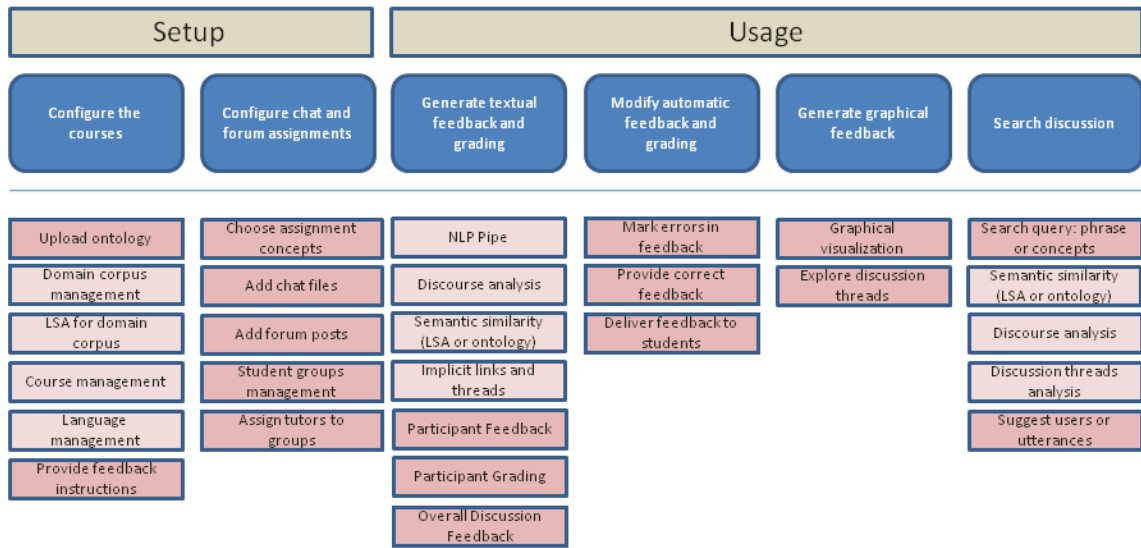 Setup
Usage
Configure the
courses
Configure chat and
forum assignments
Generate textual
feedback and
grading
Modify automatic
feedback and
grading
Generate graphical
feedback
Search discussion
Upload ontology
Domain corpus
management
LSA for domain
corpus
Course management
Language
management
Provide feedback
instructions
Choose assignment
concepts
Add chat files
Add forum posts
Student groups
management
Assign tutors to
groups
NLP Pipe
Discourse analysis
Semantic similarity
(LSA or ontology)
Implicit links and
threads
Participant Feedback
Participant Grading
Overall Discussion
Feedback
Mark errors in
feedback
Provide correct
feedback
Deliver feedback to
students
Graphical
visualization
Explore discussion
threads
Search query: phrase
or concepts
Semantic similarity
(LSA or ontology)
Discourse analysis
Discussion threads
analysis
Suggest users or
utterances